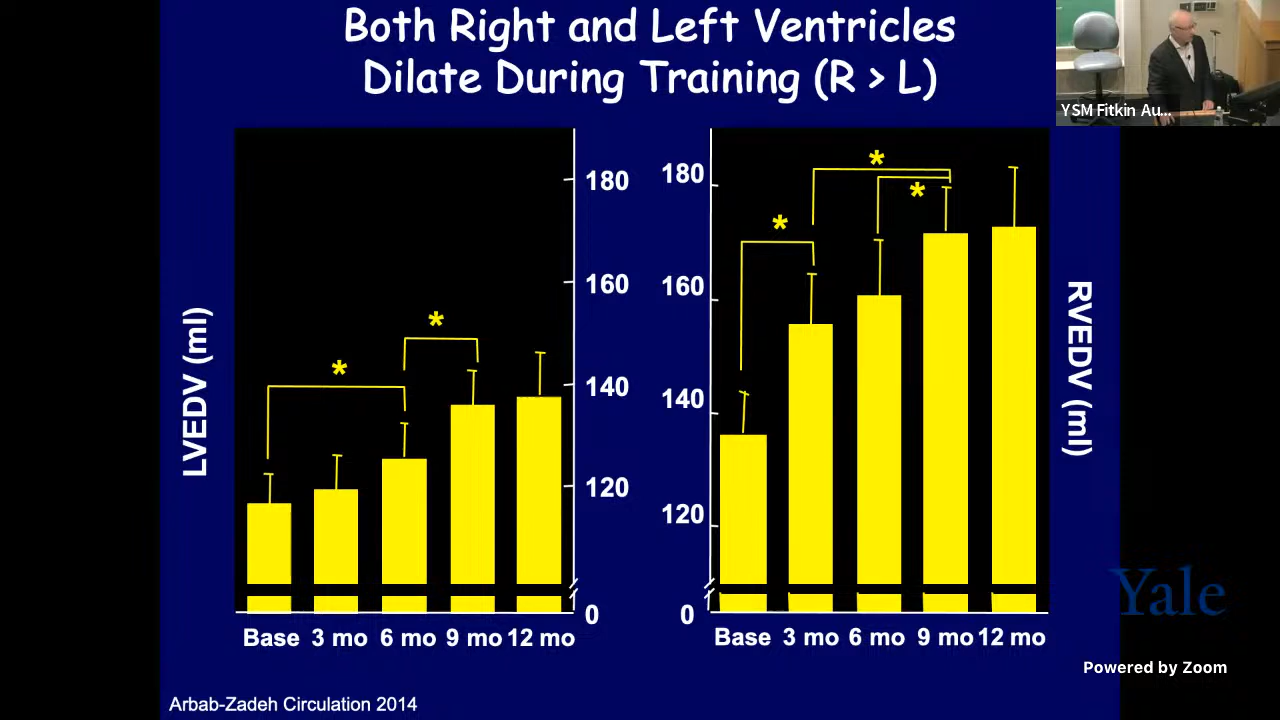 Both Right and Left Ventricles
Dilate During Training (R > L)
YSM Fitkin Au...
LVEDV (ml)
180
160
140
120
0
*
*
Base 3 mo 6 mo 9 mo 12 mo
180
160
140
120
0
*
*
*
RVEDV (ml)
Base 3 mo 6 mo 9 mo 12 mo
Yale
Powered by Zoom
Arbab-Zadeh Circulation 2014